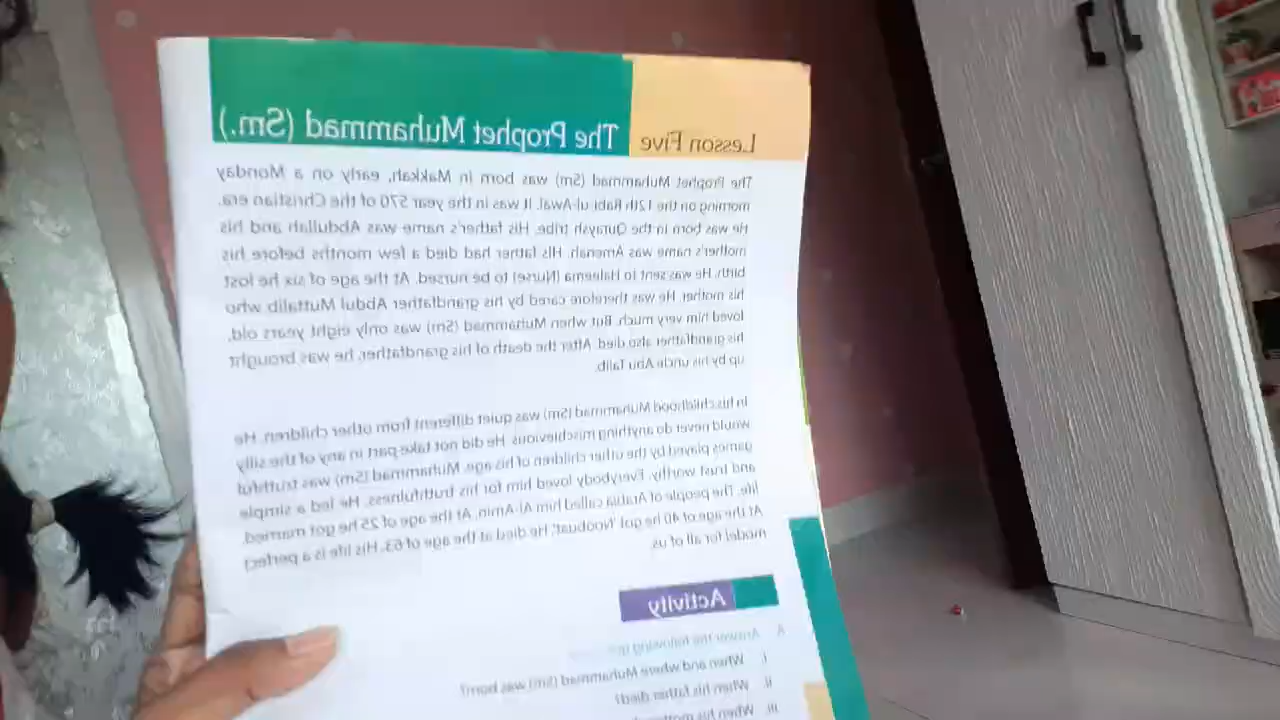 Lesson Five The Prophet Muhammad (Sm.)
The Prophet Muhammad (Sm) was born in Makkah, early on a Monday
morning on the 12th Rabi-ul-Awal. It was in the year 570 of the Christian era.
He was born in the Quraysh tribe. His father's name was Abdullah and his
mother's name was Amenah. His father had died a few months before his
birth. He was sent to Haleema (Nurse) to be nursed. At the age of six he lost
his mother. He was therefore cared by his grandfather Abdul Muttalib who
loved him very much. But when Muhammad (Sm) was only eight years old,
his grandfather also died. After the death of his grandfather, he was brought
up by his uncle Abu Talib.
In his childhood Muhammad (Sm) was quiet different from other children. He
would never do anything mischievous. He did not take part in any of the silly
games played by the other children of his age. Muhammad (Sm) was truthful
and trust worthy. Everybody loved him for his truthfulness. He led a simple
life. The people of Arabia called him Al-Amin. At the age of 25 he got married.
At the age of 40 he got 'Noobuat'. He died at the age of 63. His life is a perfect
model for all of us.
Activity
A. Answer the following
i. When and where Muhammad (Sm) was born?
ii. When his father died?
iii. When his